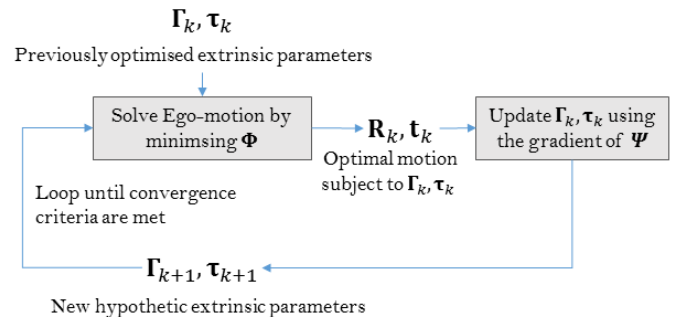 Γₖ, τₖ
Previously optimised extrinsic parameters
Solve Ego-motion by
minimsing Φ
Rₖ, tₖ
Optimal motion
subject to Γₖ, τₖ
Update Γₖ, τₖ using
the gradient of Ψ
Loop until convergence
criteria are met
Γₖ₊₁, τₖ₊₁
New hypothetic extrinsic parameters